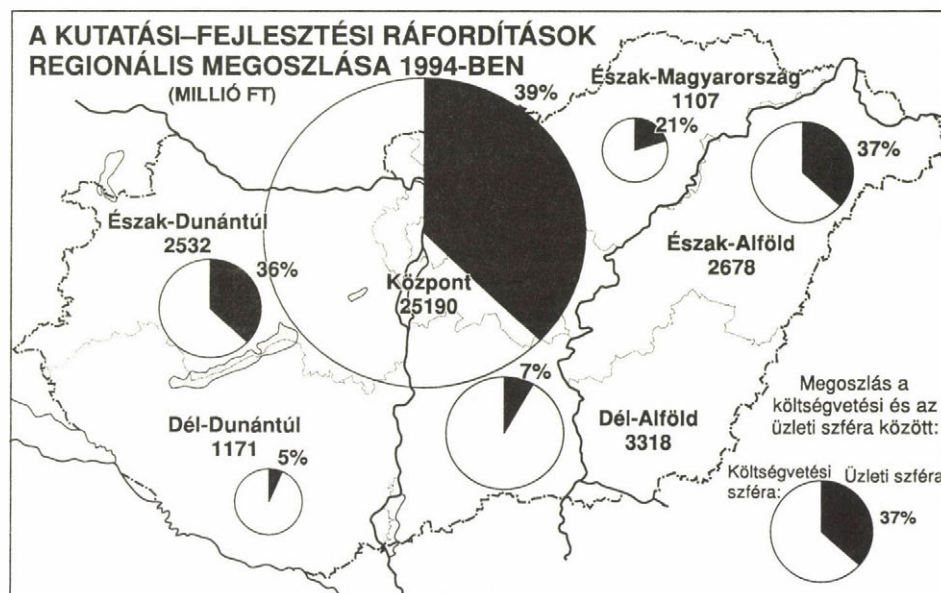 A KUTATÁSI–FEJLESZTÉSI RÁFORDÍTÁSOK
REGIONÁLIS MEGOSZLÁSA 1994-BEN
(MILLIÓ FT)
39%
Észak-Magyarország
1107
21%
37%
Észak-Dunántúl
2532
36%
Központ
25190
Észak-Alföld
2678
7%
Dél-Dunántúl
1171
5%
Dél-Alföld
3318
Megoszlás a
költségvetési és az
üzleti szféra között:
Költségvetési
szféra:
Üzleti szféra
37%